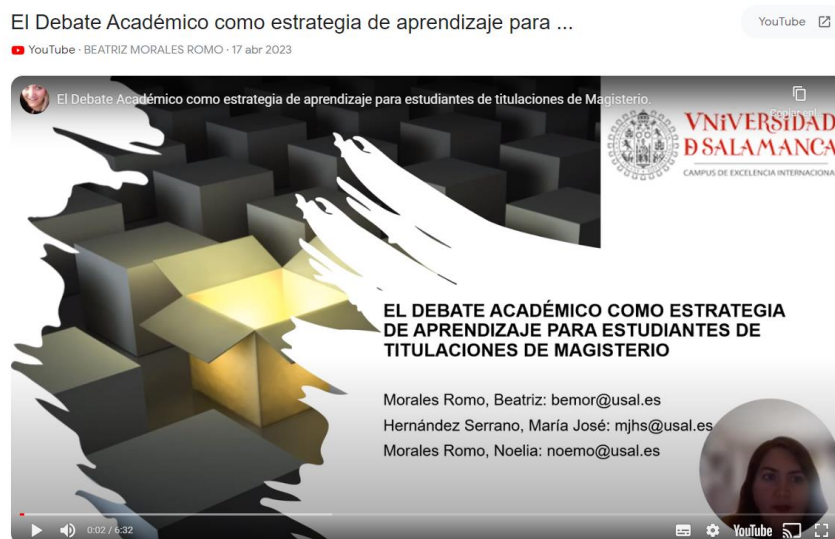 El Debate Académico como estrategia de aprendizaje para ...
YouTube
YouTube · BEATRIZ MORALES ROMO · 17 abr 2023
El Debate Académico como estrategia de aprendizaje para estudiantes de titulaciones de Magisterio.
Copiar enl...
VNiVERSiDAD
D SALAMANCA
CAMPUS DE EXCELENCIA INTERNACIONA
EL DEBATE ACADÉMICO COMO ESTRATEGIA
DE APRENDIZAJE PARA ESTUDIANTES DE
TITULACIONES DE MAGISTERIO
Morales Romo, Beatriz: bemor@usal.es
Hernández Serrano, María José: mjhs@usal.es
Morales Romo, Noelia: noemo@usal.es
0:02 / 6:32
YouTube